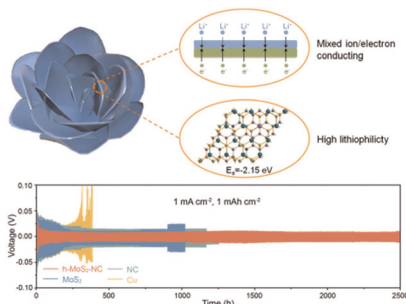 Li⁺ Li⁺ Li⁺ Li⁺ Li⁺
Mixed ion/electron
conducting
e⁻ e⁻ e⁻ e⁻ e⁻
High lithiophilicity
Eₐ=-2.15 eV
1 mA cm⁻², 1 mAh cm⁻²
Voltage (V)
0.10
0.05
0.00
-0.05
-0.10
h-MoS₂-NC
NC
MoS₂
Cu
0
500
1000
1500
2000
2500
Time (h)